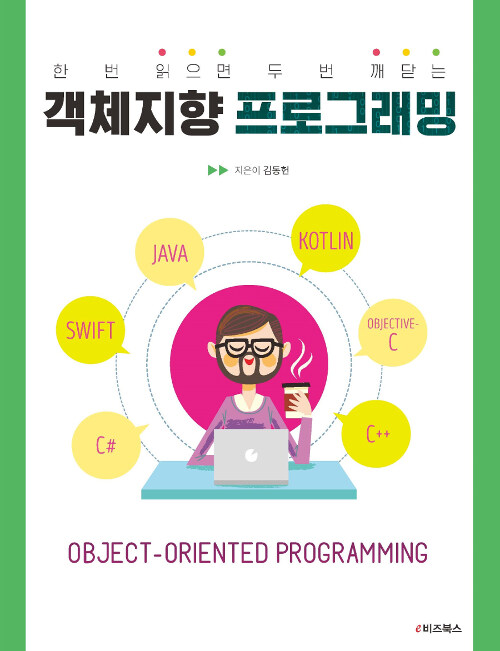 한 번 읽으면 두 번 깨닫는
객체지향 프로그래밍
지은이 김동헌
JAVA
KOTLIN
SWIFT
OBJECTIVE-
C
C#
C++
OBJECT-ORIENTED PROGRAMMING
e비즈북스